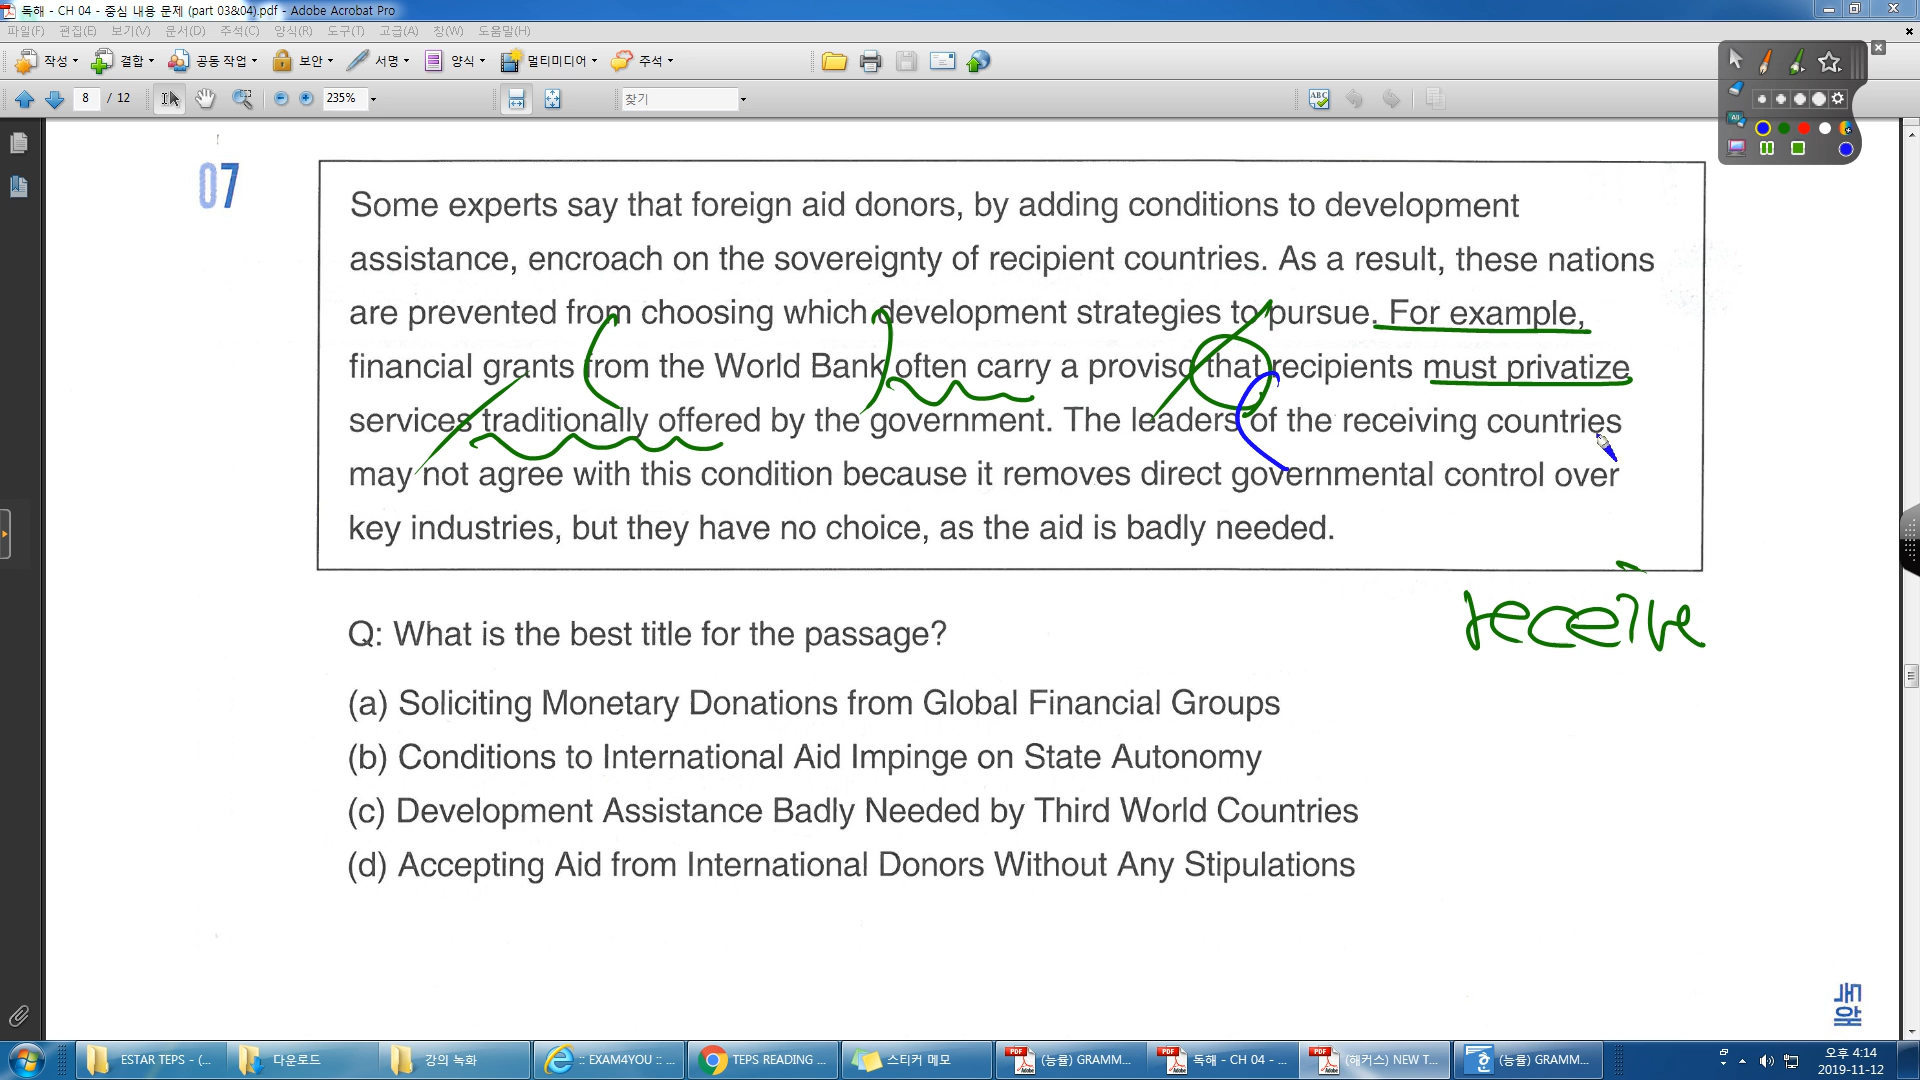 독해 - CH 04 - 중심 내용 문제 (part 03&04).pdf - Adobe Acrobat Pro
파일(F) 편집(E) 보기(V) 문서(D) 주석(C) 양식(R) 도구(T) 고급(A) 창(W) 도움말(H)
작성 결합 공동 작업 보안 서명 양식 멀티미디어 주석
8 / 12 235% 찾기
07
Some experts say that foreign aid donors, by adding conditions to development
assistance, encroach on the sovereignty of recipient countries. As a result, these nations
are prevented from choosing which development strategies to pursue. For example,
financial grants from the World Bank often carry a proviso that recipients must privatize
services traditionally offered by the government. The leaders of the receiving countries
may not agree with this condition because it removes direct governmental control over
key industries, but they have no choice, as the aid is badly needed.
receive
Q: What is the best title for the passage?
(a) Soliciting Monetary Donations from Global Financial Groups
(b) Conditions to International Aid Impinge on State Autonomy
(c) Development Assistance Badly Needed by Third World Countries
(d) Accepting Aid from International Donors Without Any Stipulations
ESTAR TEPS - (... 다운로드 강의 녹화 :: EXAM4YOU :: ... TEPS READING ... 스티커 메모 (능률) GRAMM... 독해 - CH 04 - ... (해커스) NEW T... (능률) GRAMM...
오후 4:14
2019-11-12